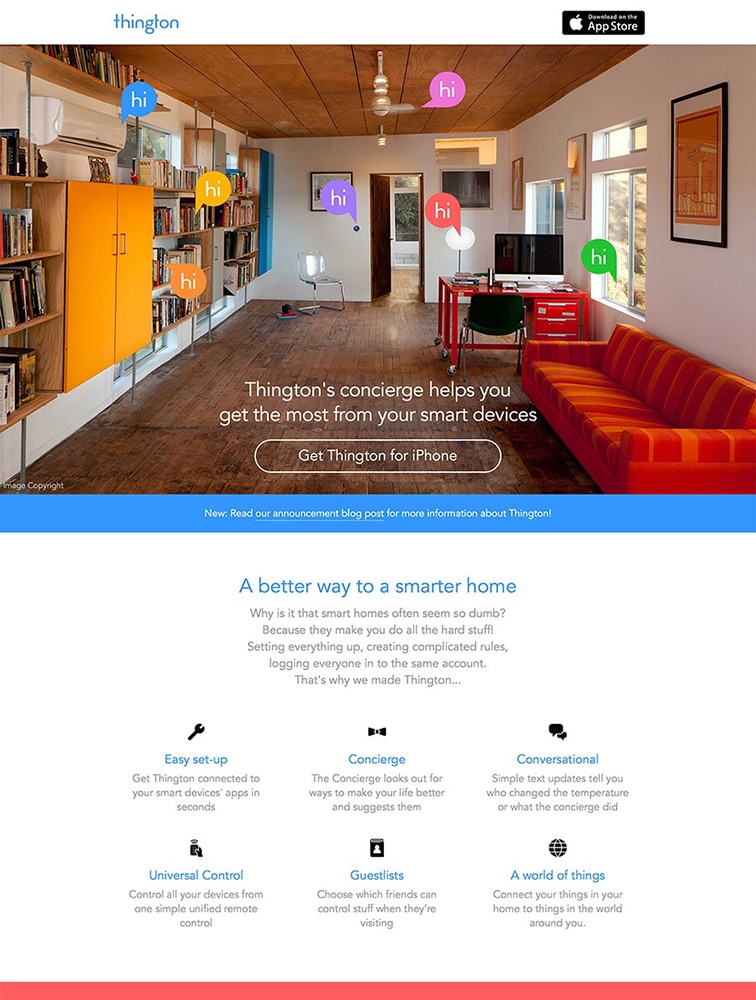 thington
Download on the
App Store
hi
hi
hi
hi
hi
hi
hi
Thington's concierge helps you
get the most from your smart devices
Get Thington for iPhone
Image Copyright
New: Read our announcement blog post for more information about Thington!
A better way to a smarter home
Why is it that smart homes often seem so dumb?
Because they make you do all the hard stuff!
Setting everything up, creating complicated rules,
logging everyone in to the same account.
That's why we made Thington...
Easy set-up
Get Thington connected to
your smart devices' apps in
seconds
Concierge
The Concierge looks out for
ways to make your life better
and suggests them
Conversational
Simple text updates tell you
who changed the temperature
or what the concierge did
Universal Control
Control all your devices from
one simple unified remote
control
Guestlists
Choose which friends can
control stuff when they're
visiting
A world of things
Connect your things in your
home to things in the world
around you.